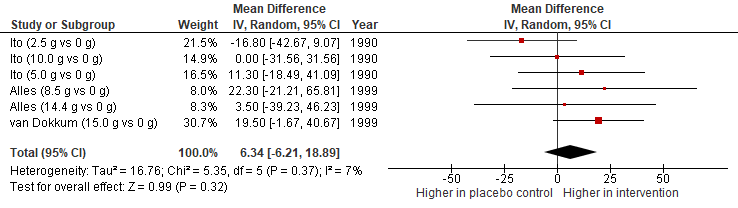 Mean Difference Mean Difference
Study or Subgroup Weight IV, Random, 95% CI Year IV, Random, 95% CI
Ito (2.5 g vs 0 g) 21.5% -16.80 [-42.67, 9.07] 1990
Ito (10.0 g vs 0 g) 14.9% 0.00 [-31.56, 31.56] 1990
Ito (5.0 g vs 0 g) 16.5% 11.30 [-18.49, 41.09] 1990
Alles (8.5 g vs 0 g) 8.0% 22.30 [-21.21, 65.81] 1999
Alles (14.4 g vs 0 g) 8.3% 3.50 [-39.23, 46.23] 1999
van Dokkum (15.0 g vs 0 g) 30.7% 19.50 [-1.67, 40.67] 1999
Total (95% CI) 100.0% 6.34 [-6.21, 18.89]
Heterogeneity: Tau² = 16.76; Chi² = 5.35, df = 5 (P = 0.37); I² = 7%
Test for overall effect: Z = 0.99 (P = 0.32)
-50 -25 0 25 50
Higher in placebo control Higher in intervention